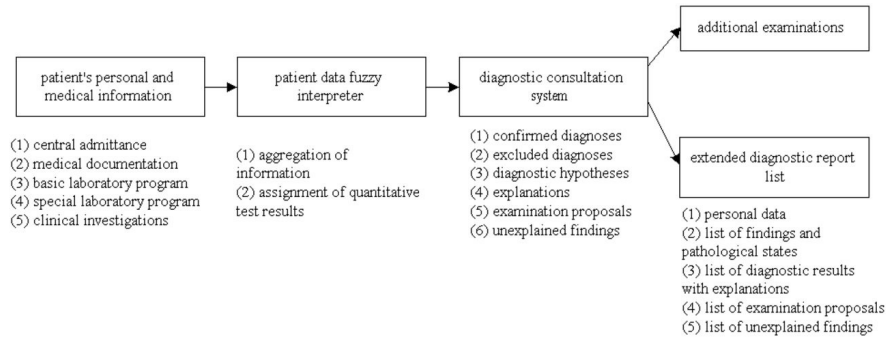 patient's personal and
medical information
(1) central admittance
(2) medical documentation
(3) basic laboratory program
(4) special laboratory program
(5) clinical investigations
patient data fuzzy
interpreter
(1) aggregation of
information
(2) assignment of quantitative
test results
diagnostic consultation
system
(1) confirmed diagnoses
(2) excluded diagnoses
(3) diagnostic hypotheses
(4) explanations
(5) examination proposals
(6) unexplained findings
additional examinations
extended diagnostic report
list
(1) personal data
(2) list of findings and
pathological states
(3) list of diagnostic results
with explanations
(4) list of examination proposals
(5) list of unexplained findings